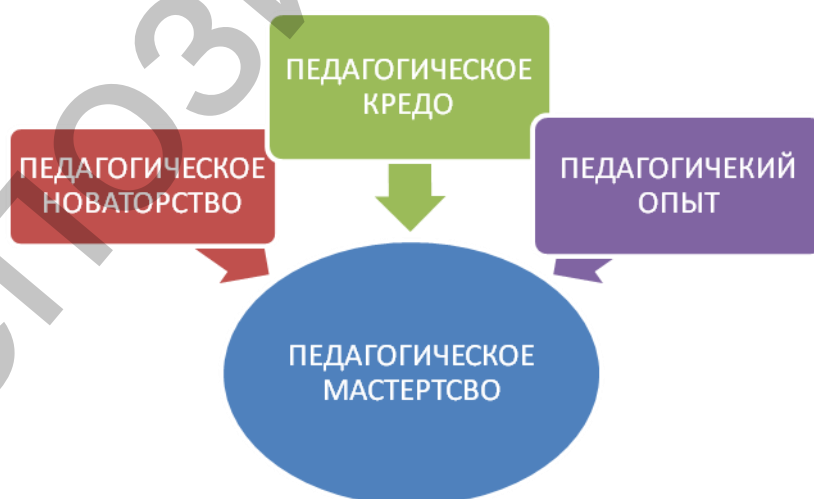 ПЕДАГОГИЧЕСКОЕ
КРЕДО
ПЕДАГОГИЧЕСКОЕ
НОВАТОРСТВО
ПЕДАГОГИЧЕКИЙ
ОПЫТ
ПЕДАГОГИЧЕСКОЕ
МАСТЕРТСВО